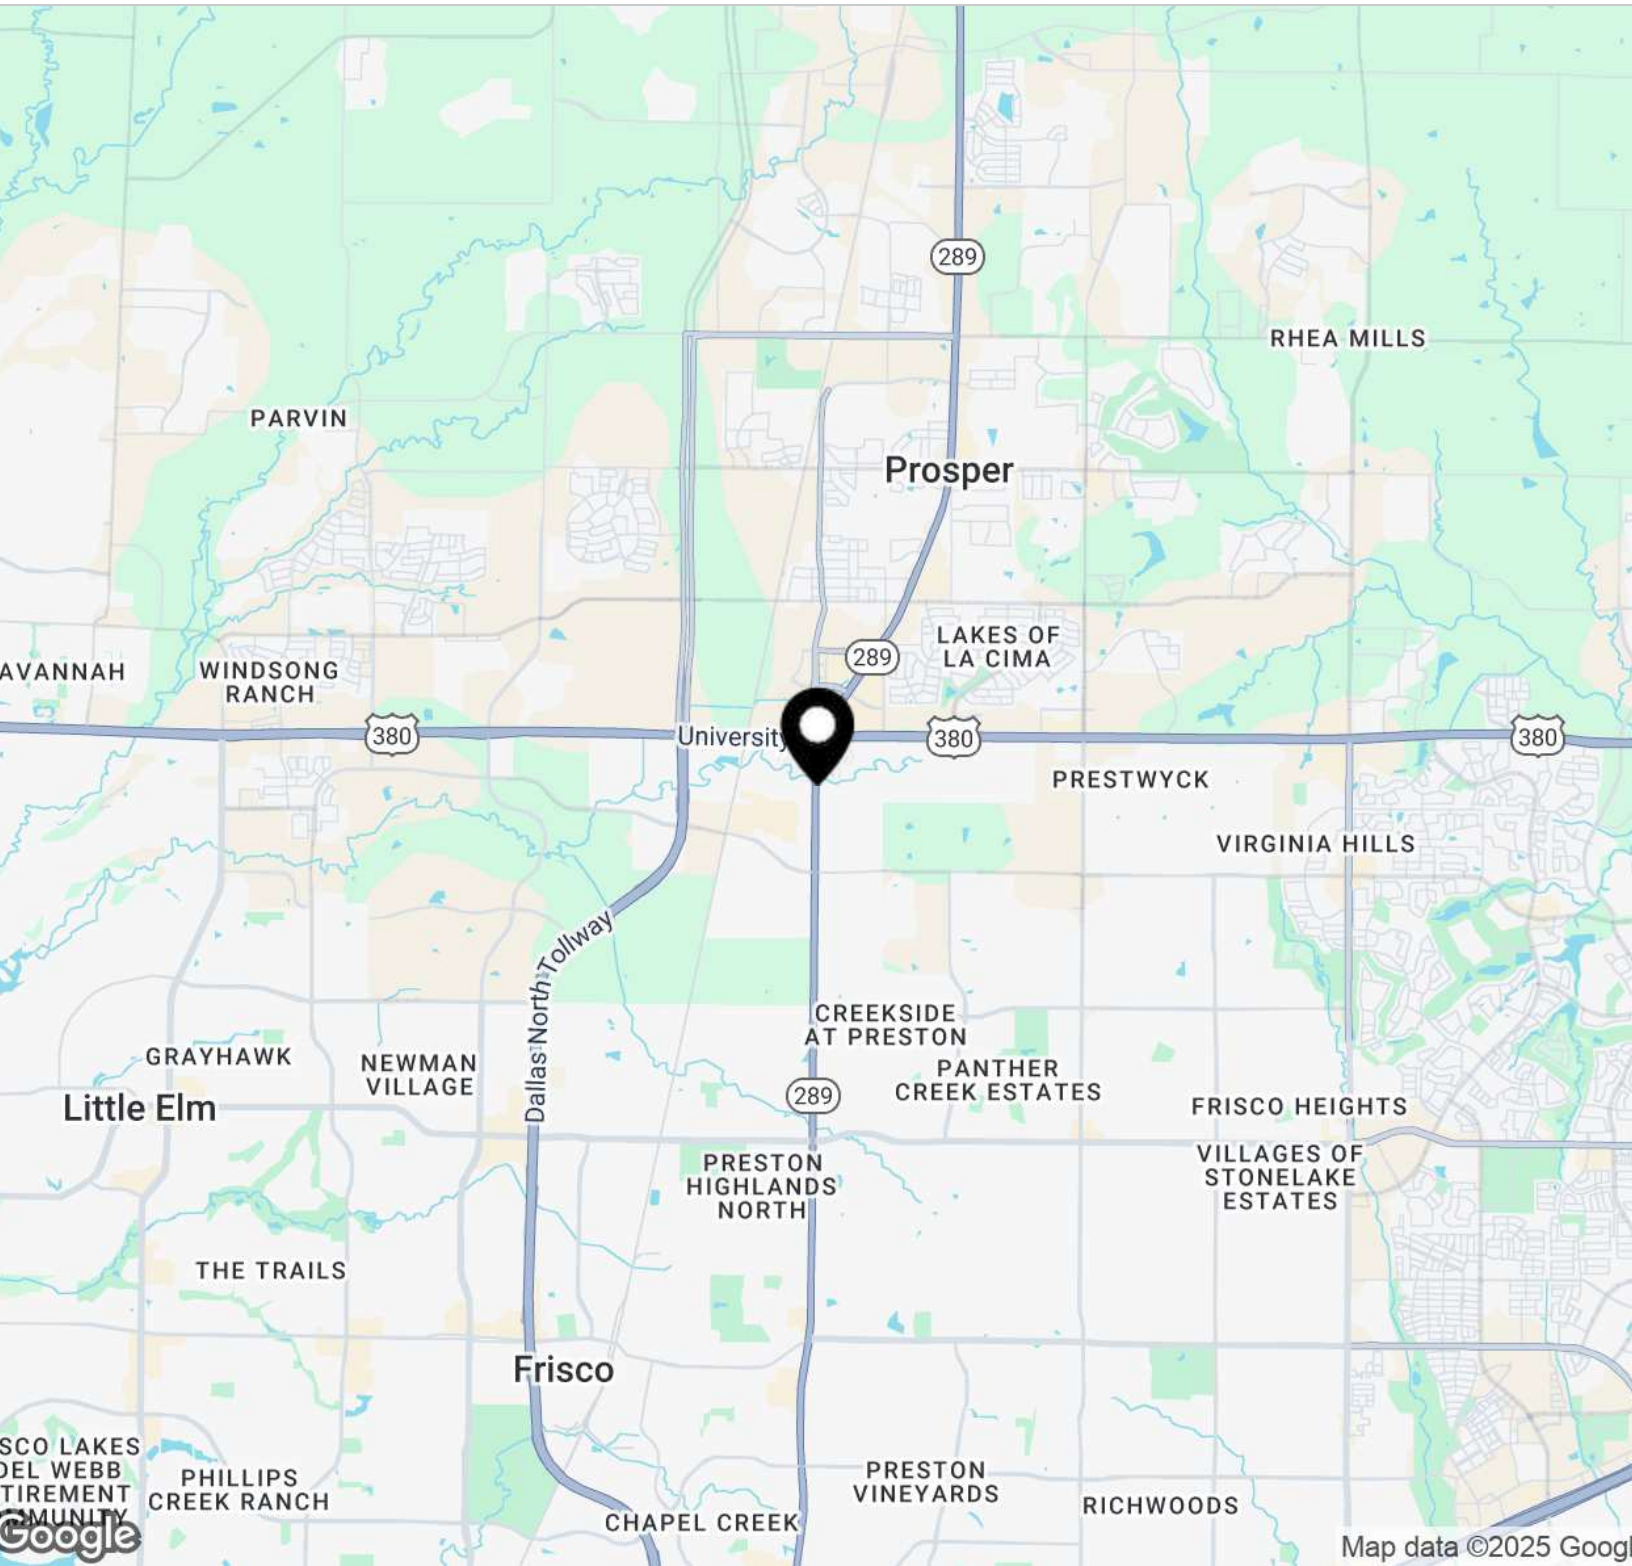 289
RHEA MILLS
PARVIN
Prosper
LAKES OF
LA CIMA
289
AVANNAH
WINDSONG
RANCH
380
University
380
380
PRESTWYCK
VIRGINIA HILLS
Dallas North Tollway
CREEKSIDE
AT PRESTON
GRAYHAWK
NEWMAN
VILLAGE
PANTHER
CREEK ESTATES
289
Little Elm
FRISCO HEIGHTS
VILLAGES OF
STONELAKE
ESTATES
PRESTON
HIGHLANDS
NORTH
THE TRAILS
Frisco
SCO LAKES
DEL WEBB
TIREMENT
MMUNITY
PHILLIPS
CREEK RANCH
PRESTON
VINEYARDS
RICHWOODS
CHAPEL CREEK
Google
Map data ©2025 Googl